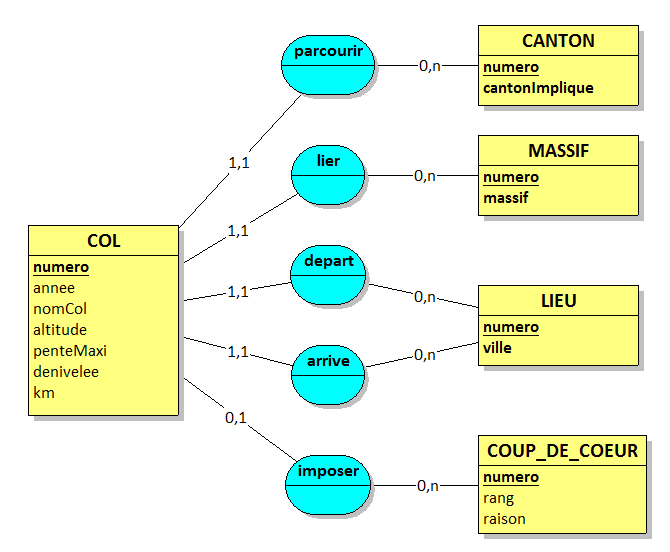 parcourir
0,n
CANTON
numero
cantonImplique
1,1
lier
0,n
MASSIF
numero
massif
1,1
COL
numero
annee
nomCol
altitude
penteMaxi
denivelee
km
depart
1,1
0,n
LIEU
numero
ville
arrive
1,1
0,n
0,1
imposer
0,n
COUP_DE_COEUR
numero
rang
raison